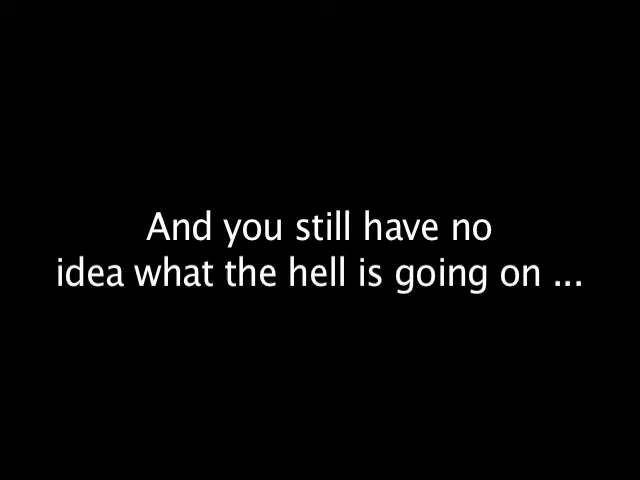 And you still have no
idea what the hell is going on ...